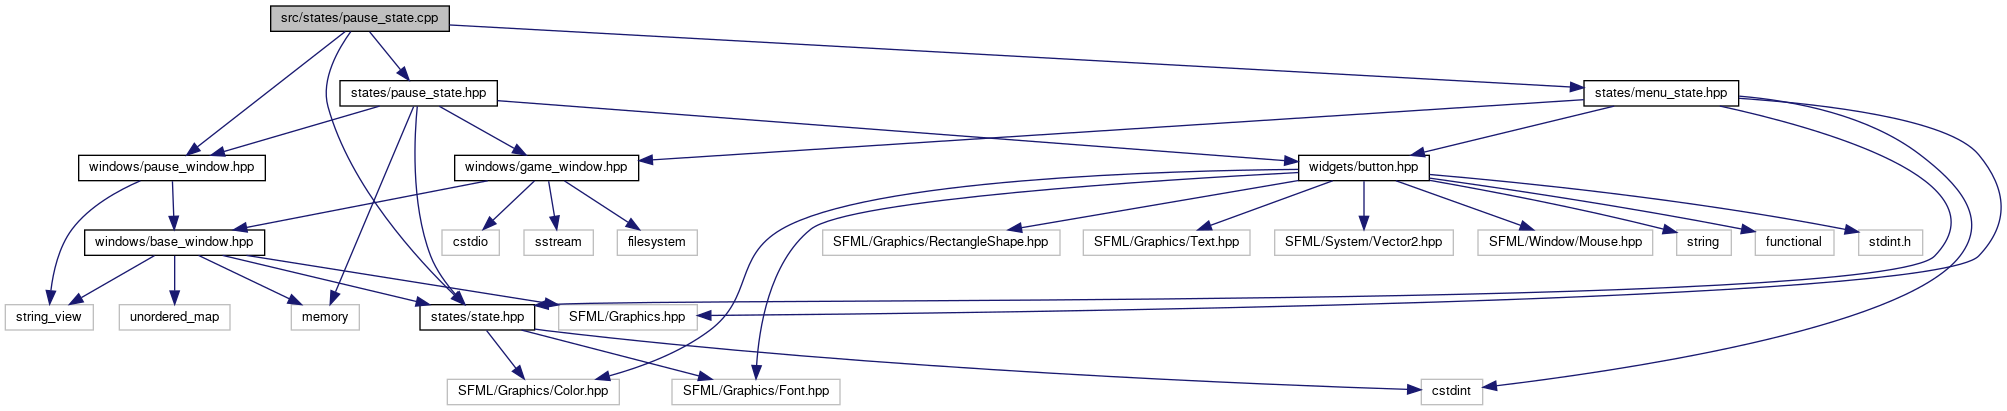 src/states/pause_state.cpp
states/pause_state.hpp
states/menu_state.hpp
windows/pause_window.hpp
windows/game_window.hpp
widgets/button.hpp
windows/base_window.hpp
cstdio
sstream
filesystem
SFML/Graphics/RectangleShape.hpp
SFML/Graphics/Text.hpp
SFML/System/Vector2.hpp
SFML/Window/Mouse.hpp
string
functional
stdint.h
string_view
unordered_map
memory
states/state.hpp
SFML/Graphics.hpp
SFML/Graphics/Color.hpp
SFML/Graphics/Font.hpp
cstdint